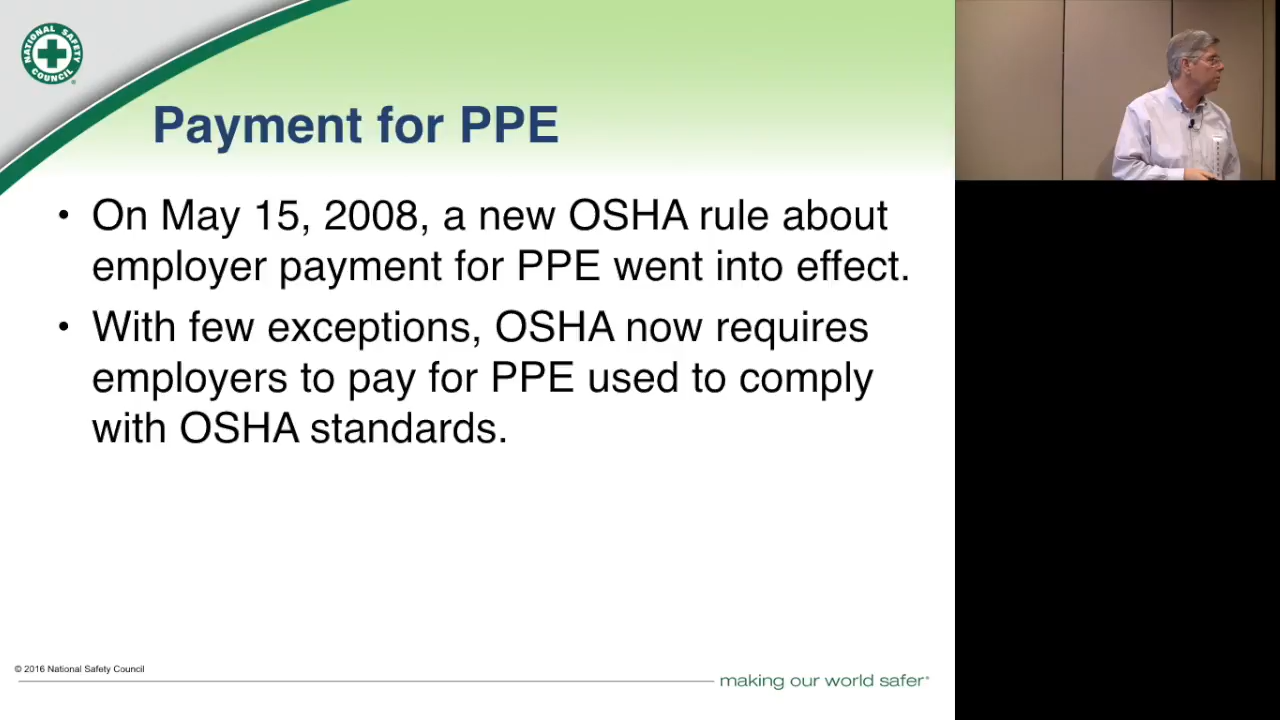 NATIONAL SAFETY
COUNCIL
Payment for PPE
• On May 15, 2008, a new OSHA rule about
employer payment for PPE went into effect.
• With few exceptions, OSHA now requires
employers to pay for PPE used to comply
with OSHA standards.
© 2016 National Safety Council
making our world safer®